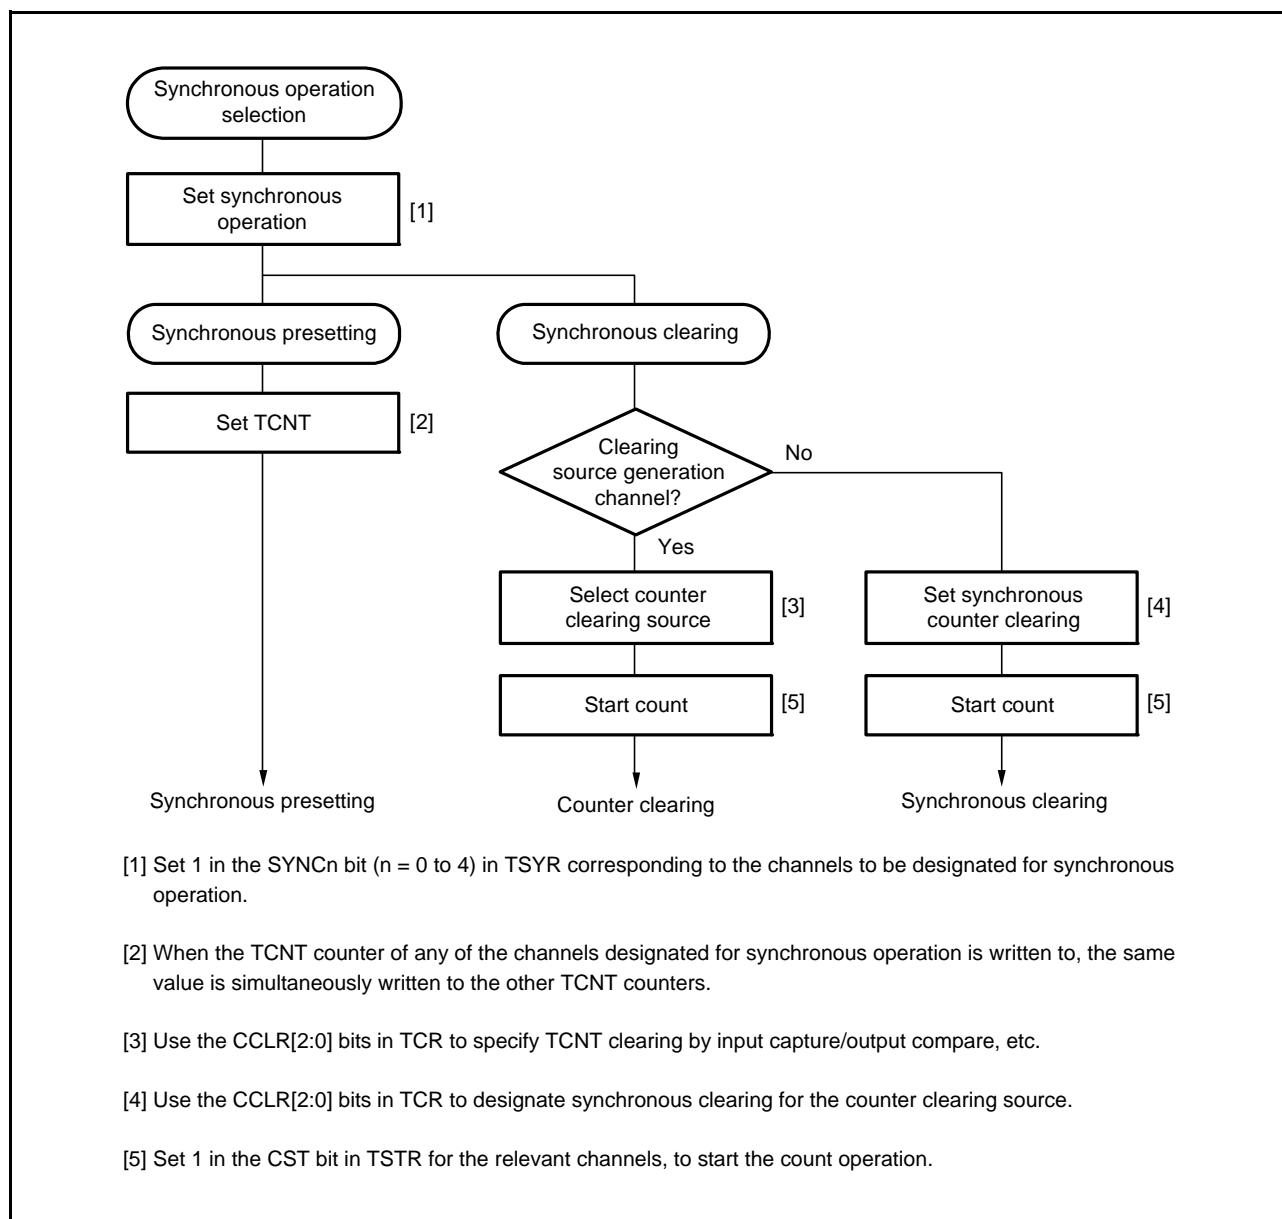 Synchronous operation
selection
Set synchronous
operation
[1]
Synchronous presetting
Synchronous clearing
Set TCNT
[2]
Clearing
source generation
channel?
No
Yes
Select counter
clearing source
[3]
Set synchronous
counter clearing
[4]
Start count
[5]
Start count
[5]
Synchronous presetting
Counter clearing
Synchronous clearing
[1] Set 1 in the SYNCn bit (n = 0 to 4) in TSYR corresponding to the channels to be designated for synchronous
operation.
[2] When the TCNT counter of any of the channels designated for synchronous operation is written to, the same
value is simultaneously written to the other TCNT counters.
[3] Use the CCLR[2:0] bits in TCR to specify TCNT clearing by input capture/output compare, etc.
[4] Use the CCLR[2:0] bits in TCR to designate synchronous clearing for the counter clearing source.
[5] Set 1 in the CST bit in TSTR for the relevant channels, to start the count operation.